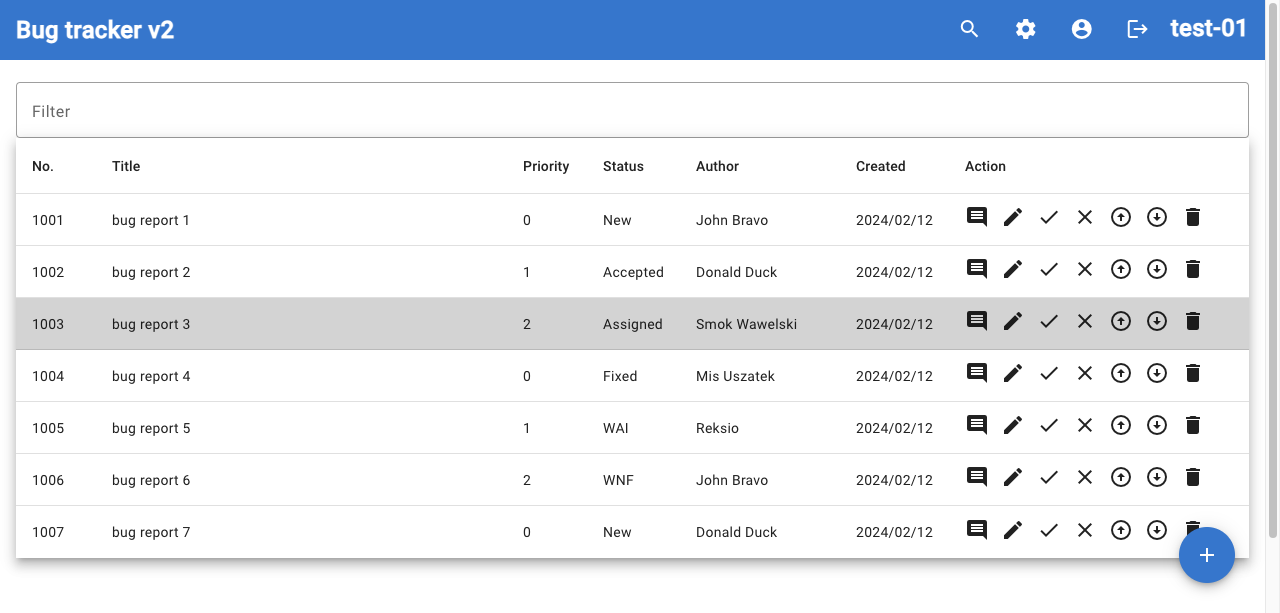 Bug tracker v2 test-01
Filter
No. Title Priority Status Author Created Action
1001 bug report 1 0 New John Bravo 2024/02/12
1002 bug report 2 1 Accepted Donald Duck 2024/02/12
1003 bug report 3 2 Assigned Smok Wawelski 2024/02/12
1004 bug report 4 0 Fixed Mis Uszatek 2024/02/12
1005 bug report 5 1 WAI Reksio 2024/02/12
1006 bug report 6 2 WNF John Bravo 2024/02/12
1007 bug report 7 0 New Donald Duck 2024/02/12